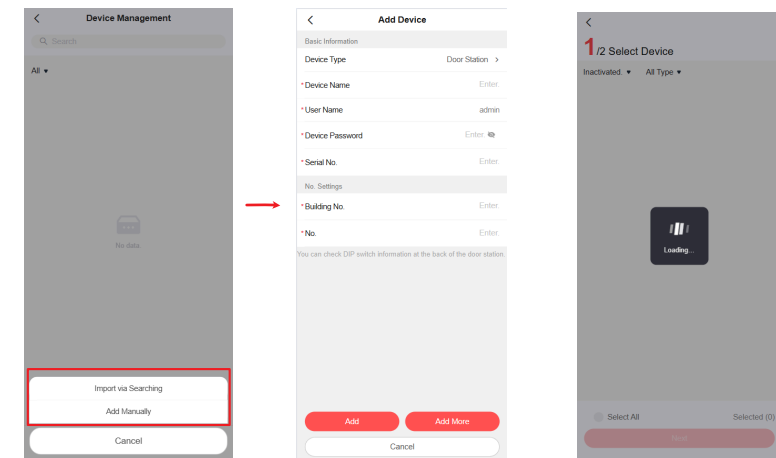 Device Management
Search
All
No data
Import via Searching
Add Manually
Cancel
Add Device
Basic Information
Device Type Door Station
*Device Name Enter.
*User Name admin
*Device Password Enter.
*Serial No. Enter.
No. Settings
*Building No. Enter.
*No. Enter.
You can check DIP switch information at the back of the door station.
Add Add More
Cancel
1/2 Select Device
Inactivated. All Type
Loading...
Select All Selected (0)
Next